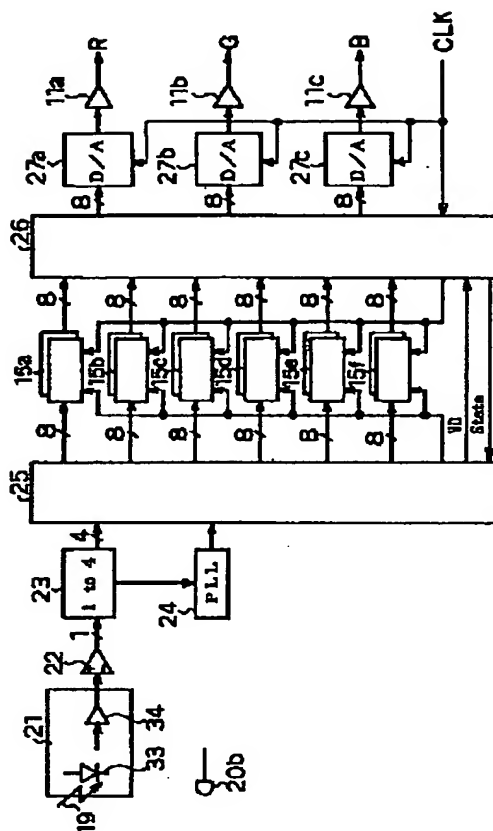 21
19
33
34
20b
22
1
23
1 to 4
4
24
PLL
25
8
8
8
8
8
8
15a
15b
15c
15d
15e
15f
8
8
8
8
8
8
VD
State
26
8
8
8
27a
D/A
27b
D/A
27c
D/A
11a
R
11b
G
11c
B
CLK